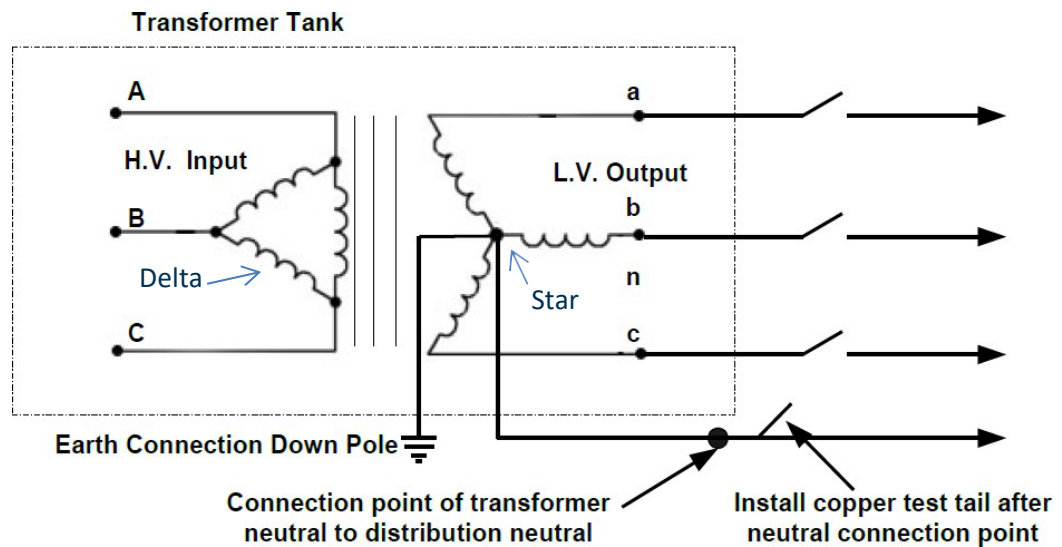 Transformer Tank
A
a
H.V.  Input
L.V. Output
B
b
Delta
n
Star
C
c
Earth Connection Down Pole
Connection point of transformer
neutral to distribution neutral
Install copper test tail after
neutral connection point